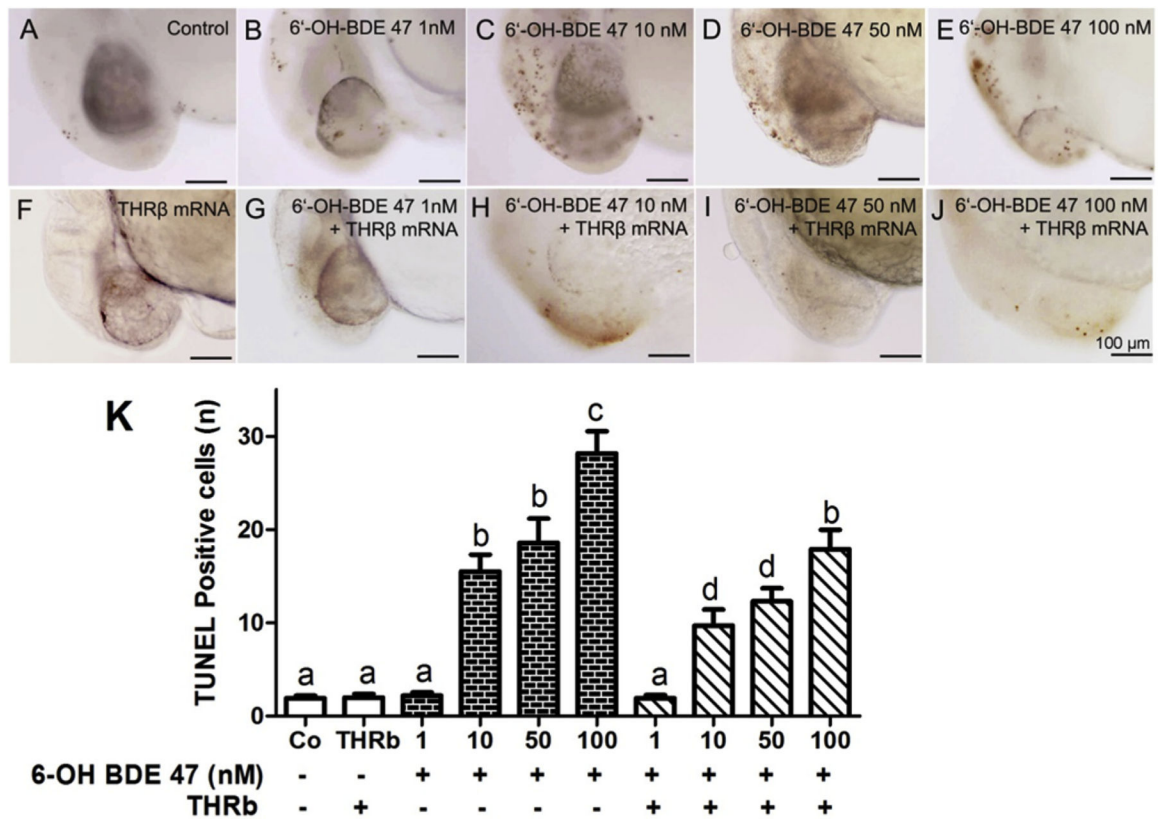 A Control
B 6‘-OH-BDE 47 1nM
C 6‘-OH-BDE 47 10 nM
D 6‘-OH-BDE 47 50 nM
E 6‘-OH-BDE 47 100 nM
F THRβ mRNA
G 6‘-OH-BDE 47 1nM
+ THRβ mRNA
H 6‘-OH-BDE 47 10 nM
+ THRβ mRNA
I 6‘-OH-BDE 47 50 nM
+ THRβ mRNA
J 6‘-OH-BDE 47 100 nM
+ THRβ mRNA
100 µm
K
TUNEL Positive cells (n)
30
20
10
0
a a a b b c a d d b
Co THRb 1 10 50 100 1 10 50 100
6-OH BDE 47 (nM) - - + + + + + + + +
THRb - + - - - - + + + +